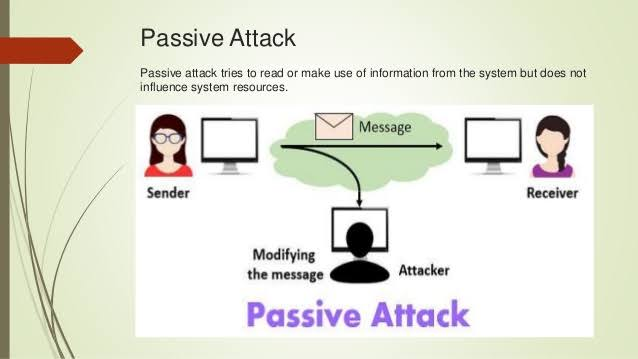 Passive Attack
Passive attack tries to read or make use of information from the system but does not
influence system resources.
Message
Sender
Receiver
Modifying
the message
Attacker
Passive Attack